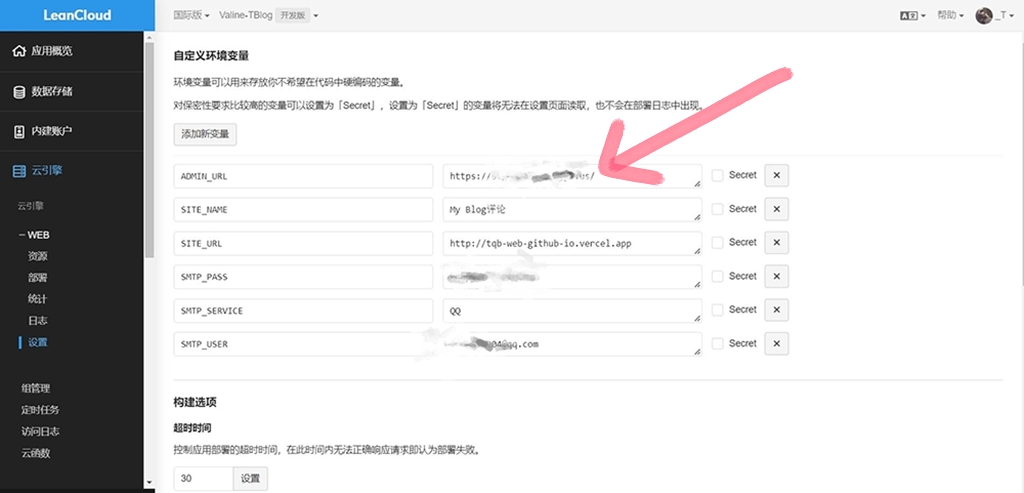 LeanCloud
国际版 Valine-TBlog 开发版
帮助 _T
应用概览
数据存储
内建账户
云引擎
云引擎
WEB
资源
部署
统计
日志
设置
组管理
定时任务
访问日志
云函数
自定义环境变量
环境变量可以用来存放你不希望在代码中硬编码的变量。
对保密性要求比较高的变量可以设置为「Secret」，设置为「Secret」的变量将无法在设置页面读取，也不会在部署日志中出现。
添加新变量
ADMIN_URL https:// us/ Secret ×
SITE_NAME My Blog评论 Secret ×
SITE_URL http://tqb-web-github-io.vercel.app Secret ×
SMTP_PASS Secret ×
SMTP_SERVICE QQ Secret ×
SMTP_USER 04@qq.com Secret ×
构建选项
超时时间
控制应用部署的超时时间，在此时间内无法正确响应请求即认为部署失败。
30 设置